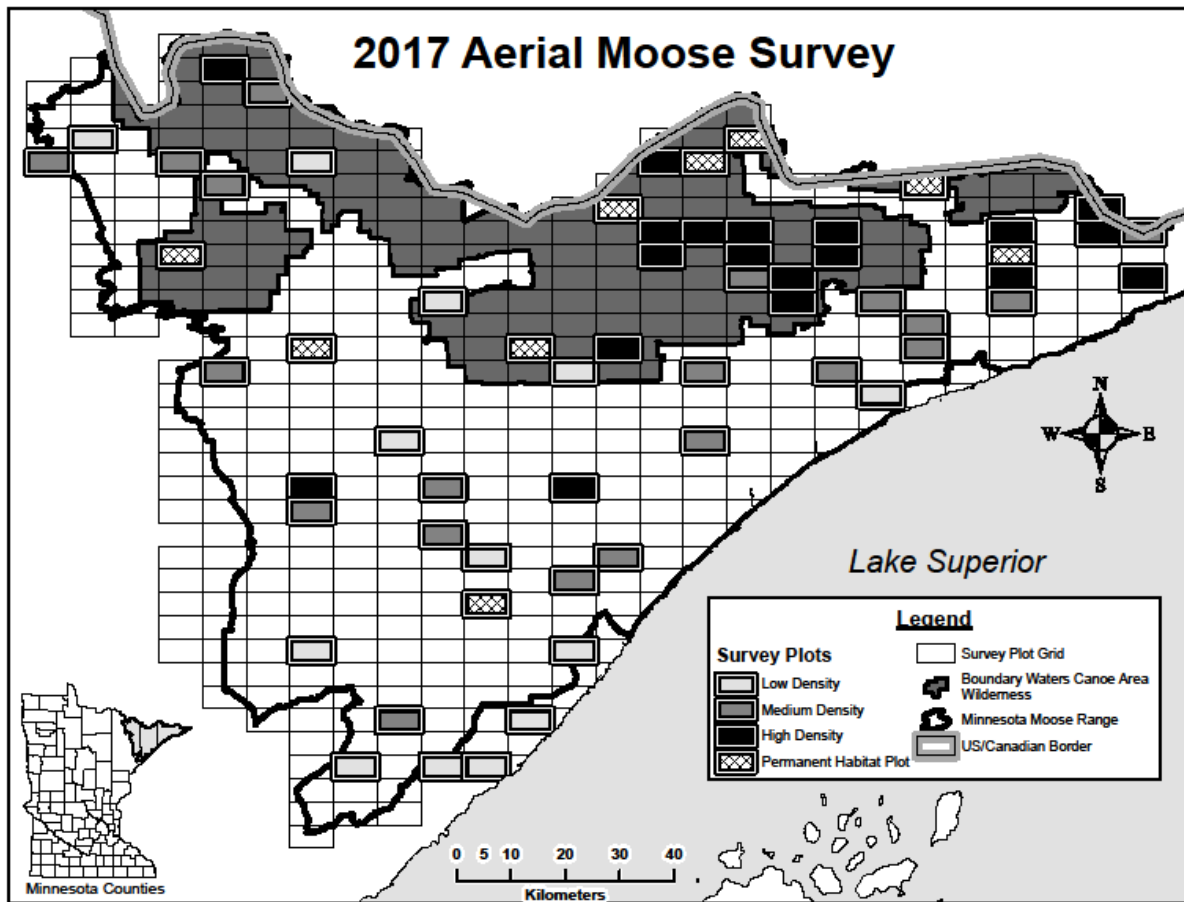 2017 Aerial Moose Survey
N
W
E
S
Lake Superior
Legend
Survey Plots
Low Density
Medium Density
High Density
Permanent Habitat Plot
Survey Plot Grid
Boundary Waters Canoe Area
Wilderness
Minnesota Moose Range
US/Canadian Border
Minnesota Counties
0 5 10 20 30 40
Kilometers